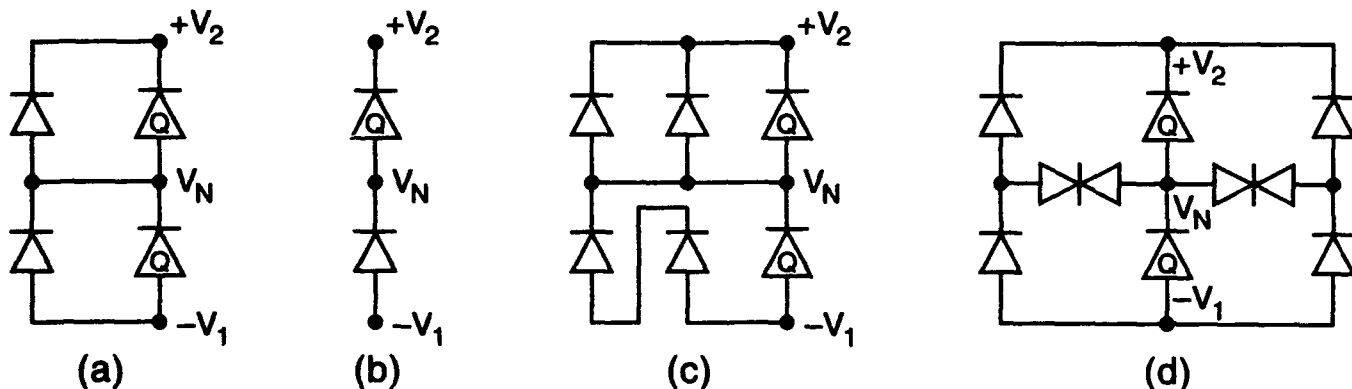 +V2 +V2 +V2
+V2
Q Q Q Q
VN VN VN VN
Q Q Q
-V1 -V1 -V1 -V1
(a) (b) (c) (d)